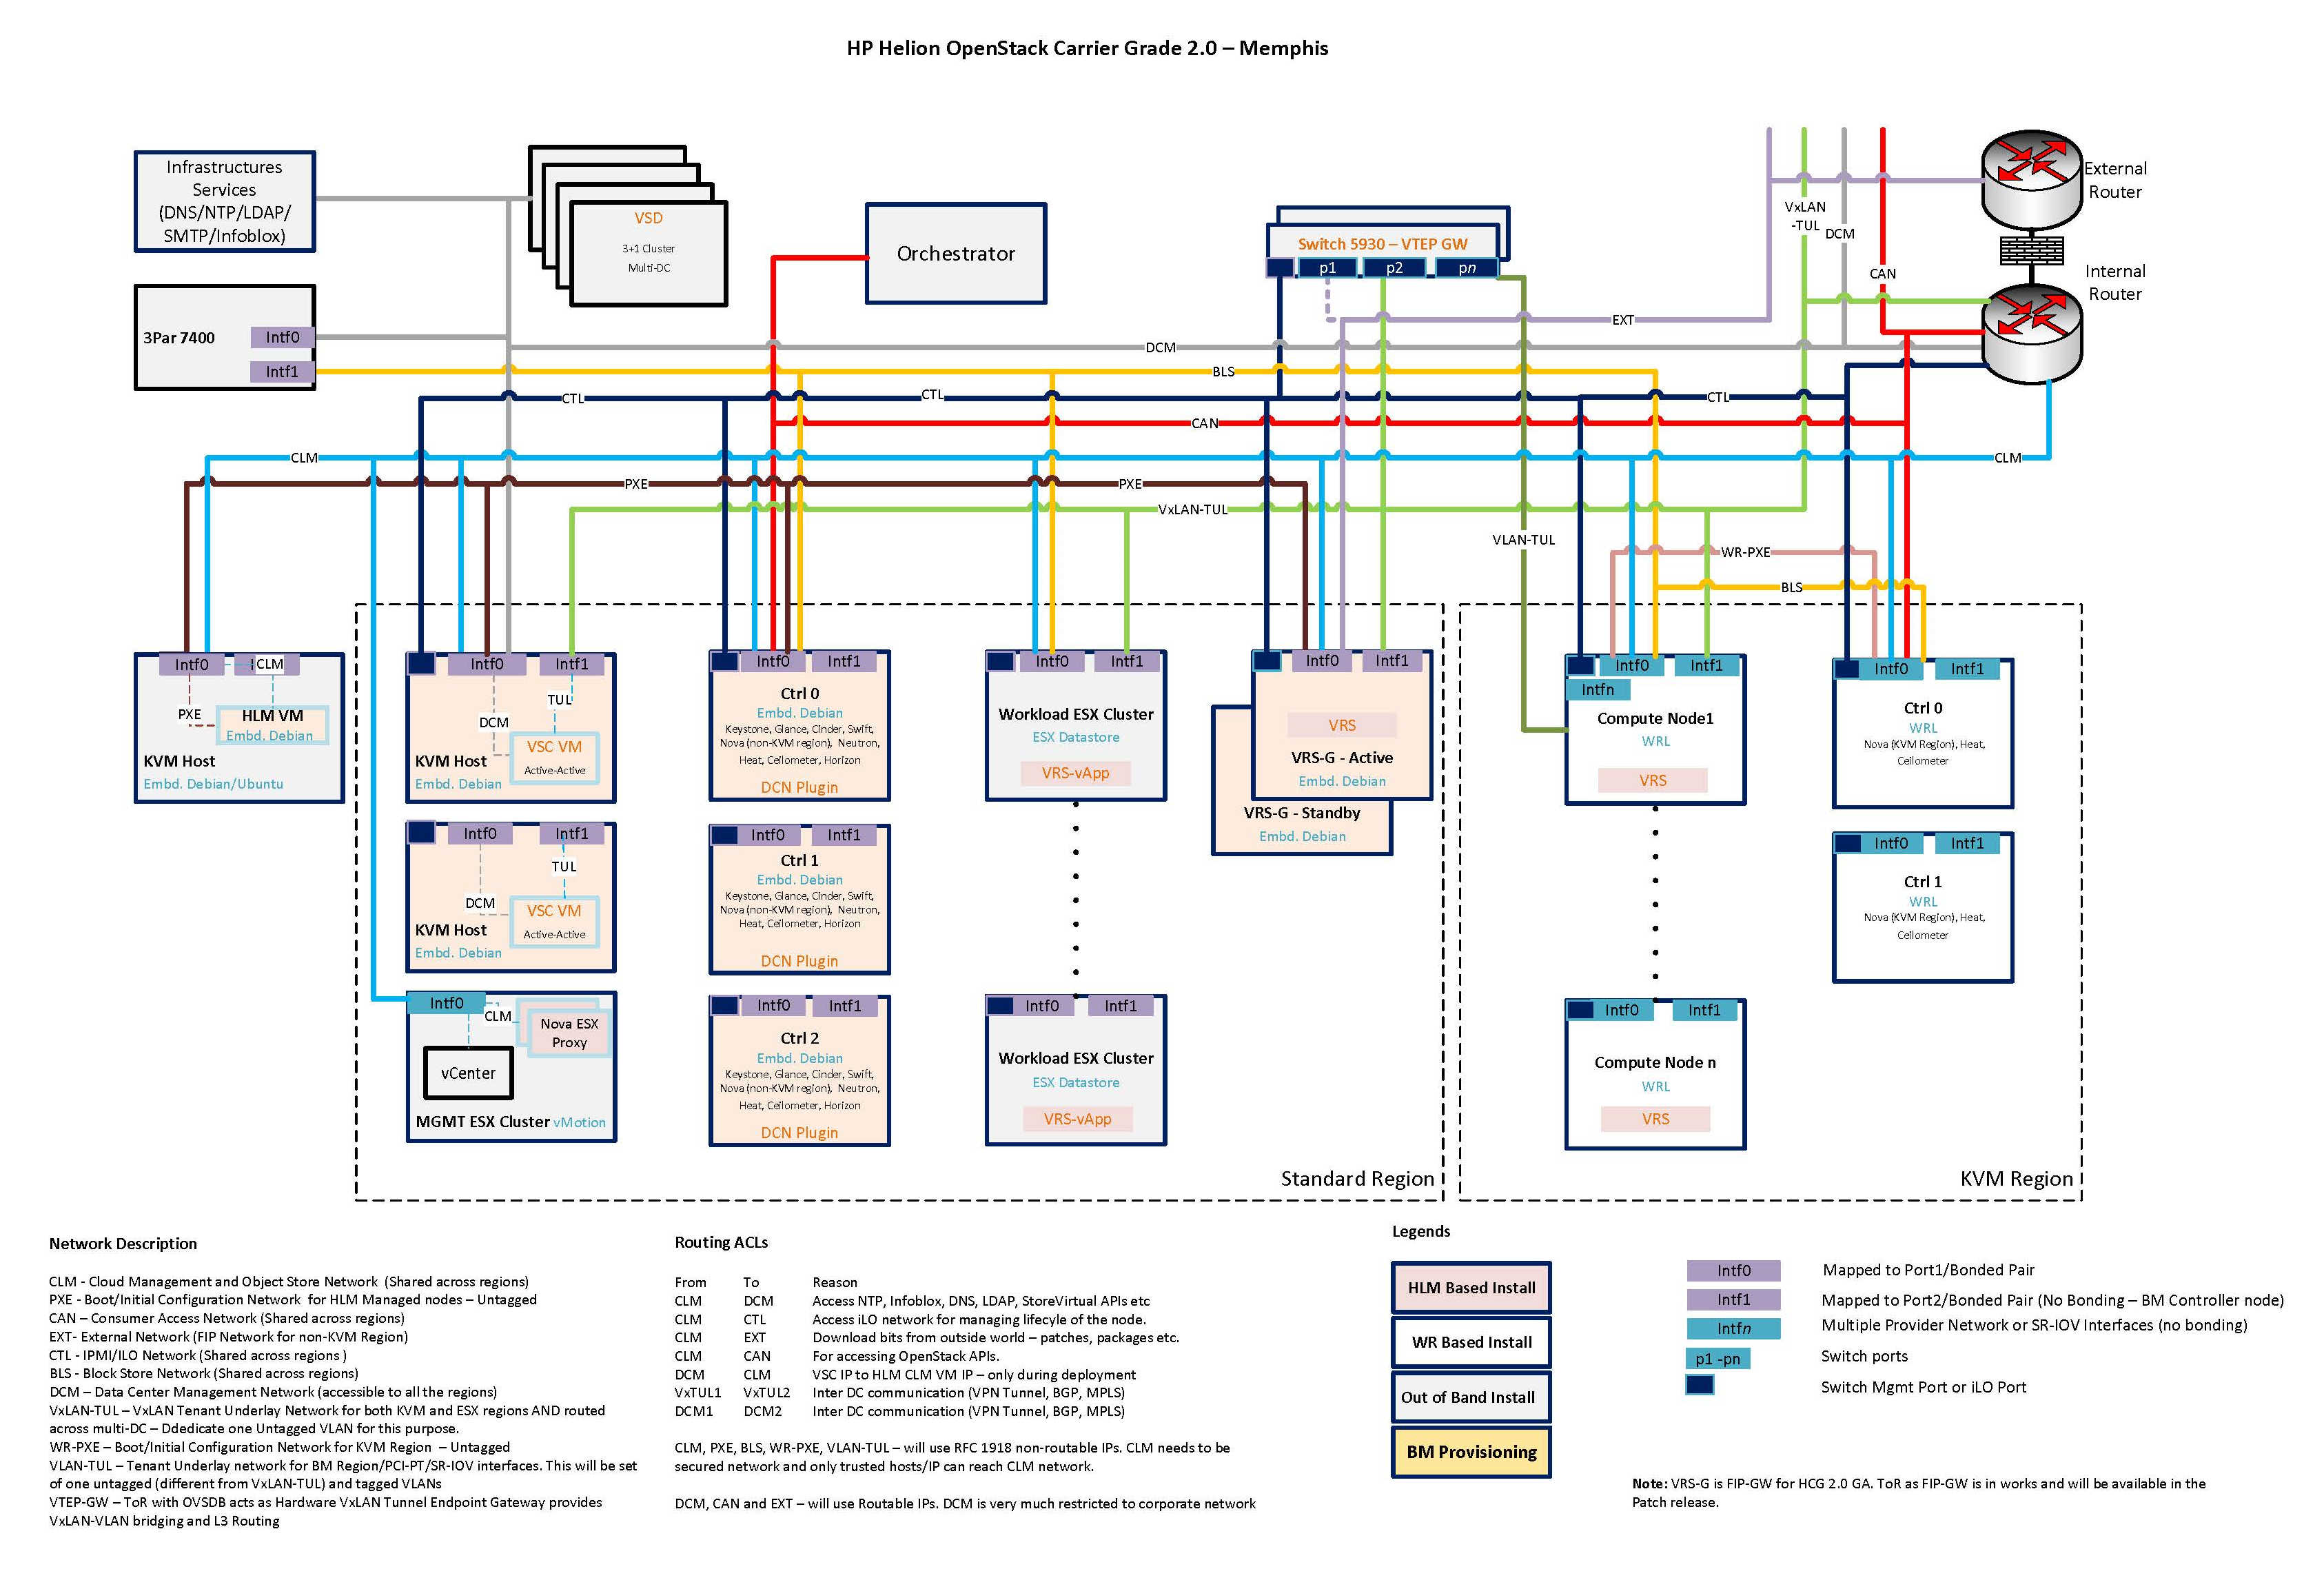 HP Helion OpenStack Carrier Grade 2.0 – Memphis
Infrastructures
Services
(DNS/NTP/LDAP/
SMTP/Infoblox)
VSD
3+1 Cluster
Multi-DC
Orchestrator
Switch 5930 – VTEP GW
p1
p2
pn
External
Router
VxLAN
-TUL
DCM
CAN
Internal
Router
3Par 7400
Intf0
Intf1
EXT
DCM
BLS
CTL
CTL
CTL
CAN
CLM
CLM
PXE
PXE
VxLAN-TUL
VLAN-TUL
WR-PXE
BLS
Intf0
CLM
PXE
HLM VM
Embd. Debian
KVM Host
Embd. Debian/Ubuntu
Intf0
Intf1
TUL
DCM
VSC VM
Active-Active
KVM Host
Embd. Debian
Intf0
Intf1
TUL
DCM
VSC VM
Active-Active
KVM Host
Embd. Debian
Intf0
CLM
Nova ESX
Proxy
vCenter
MGMT ESX Cluster vMotion
Intf0
Intf1
Ctrl 0
Embd. Debian
Keystone, Glance, Cinder, Swift,
Nova (non-KVM region), Neutron,
Heat, Ceilometer, Horizon
DCN Plugin
Intf0
Intf1
Ctrl 1
Embd. Debian
Keystone, Glance, Cinder, Swift,
Nova (non-KVM region), Neutron,
Heat, Ceilometer, Horizon
DCN Plugin
Intf0
Intf1
Ctrl 2
Embd. Debian
Keystone, Glance, Cinder, Swift,
Nova (non-KVM region), Neutron,
Heat, Ceilometer, Horizon
DCN Plugin
Intf0
Intf1
Workload ESX Cluster
ESX Datastore
VRS-vApp
Intf0
Intf1
Workload ESX Cluster
ESX Datastore
VRS-vApp
Intf0
Intf1
VRS
VRS-G - Active
Embd. Debian
VRS-G - Standby
Embd. Debian
Standard Region
Intf0
Intf1
Intfn
Compute Node1
WRL
VRS
Intf0
Intf1
Compute Node n
WRL
VRS
Intf0
Intf1
Ctrl 0
WRL
Nova (KVM Region), Heat,
Ceilometer
Intf0
Intf1
Ctrl 1
WRL
Nova (KVM Region), Heat,
Ceilometer
KVM Region
Network Description
CLM - Cloud Management and Object Store Network (Shared across regions)
PXE - Boot/Initial Configuration Network for HLM Managed nodes – Untagged
CAN – Consumer Access Network (Shared across regions)
EXT- External Network (FIP Network for non-KVM Region)
CTL - IPMI/ILO Network (Shared across regions )
BLS - Block Store Network (Shared across regions)
DCM – Data Center Management Network (accessible to all the regions)
VxLAN-TUL – VxLAN Tenant Underlay Network for both KVM and ESX regions AND routed
across multi-DC – Ddedicate one Untagged VLAN for this purpose.
WR-PXE – Boot/Initial Configuration Network for KVM Region – Untagged
VLAN-TUL – Tenant Underlay network for BM Region/PCI-PT/SR-IOV interfaces. This will be set
of one untagged (different from VxLAN-TUL) and tagged VLANs
VTEP-GW – ToR with OVSDB acts as Hardware VxLAN Tunnel Endpoint Gateway provides
VxLAN-VLAN bridging and L3 Routing
Routing ACLs
From To Reason
CLM DCM Access NTP, Infoblox, DNS, LDAP, StoreVirtual APIs etc
CLM CTL Access iLO network for managing lifecyle of the node.
CLM EXT Download bits from outside world – patches, packages etc.
CLM CAN For accessing OpenStack APIs.
DCM CLM VSC IP to HLM CLM VM IP – only during deployment
VxTUL1 VxTUL2 Inter DC communication (VPN Tunnel, BGP, MPLS)
DCM1 DCM2 Inter DC communication (VPN Tunnel, BGP, MPLS)
CLM, PXE, BLS, WR-PXE, VLAN-TUL – will use RFC 1918 non-routable IPs. CLM needs to be
secured network and only trusted hosts/IP can reach CLM network.
DCM, CAN and EXT – will use Routable IPs. DCM is very much restricted to corporate network
Legends
HLM Based Install
WR Based Install
Out of Band Install
BM Provisioning
Intf0 Mapped to Port1/Bonded Pair
Intf1 Mapped to Port2/Bonded Pair (No Bonding – BM Controller node)
Intfn Multiple Provider Network or SR-IOV Interfaces (no bonding)
p1 -pn Switch ports
Switch Mgmt Port or iLO Port
Note: VRS-G is FIP-GW for HCG 2.0 GA. ToR as FIP-GW is in works and will be available in the
Patch release.